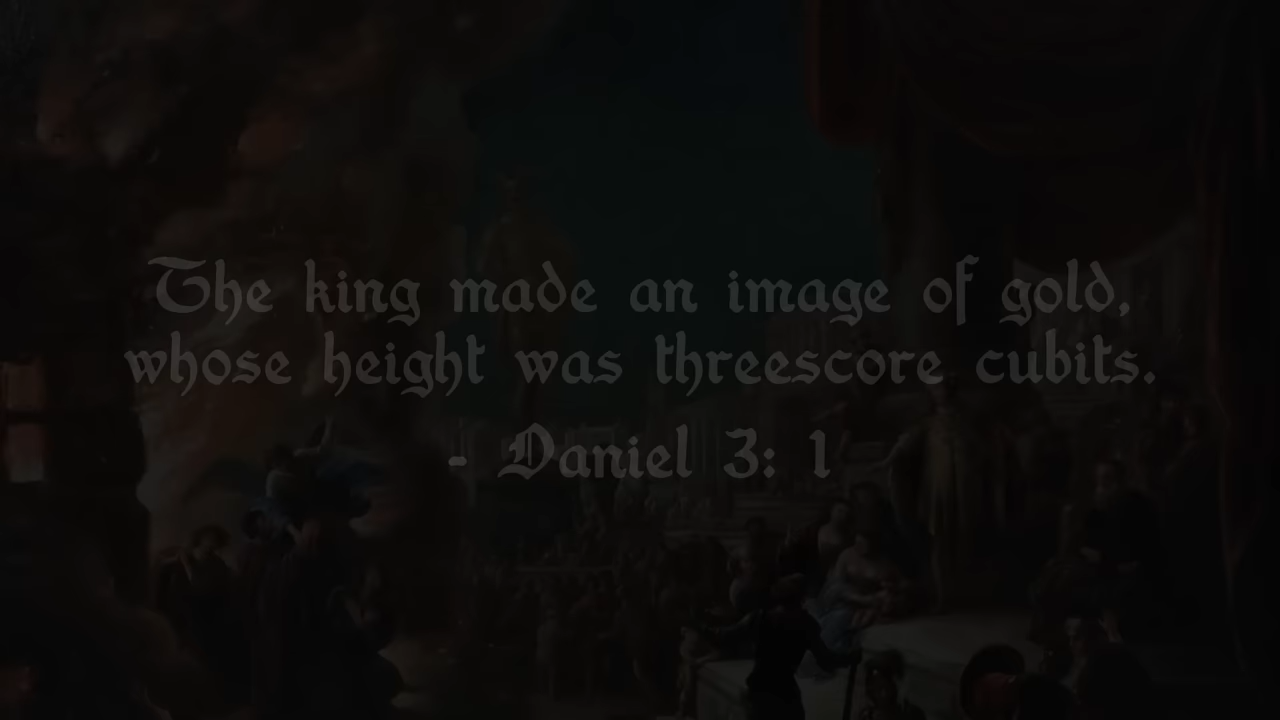 The king made an image of gold,
whose height was threescore cubits.
- Daniel 3: 1